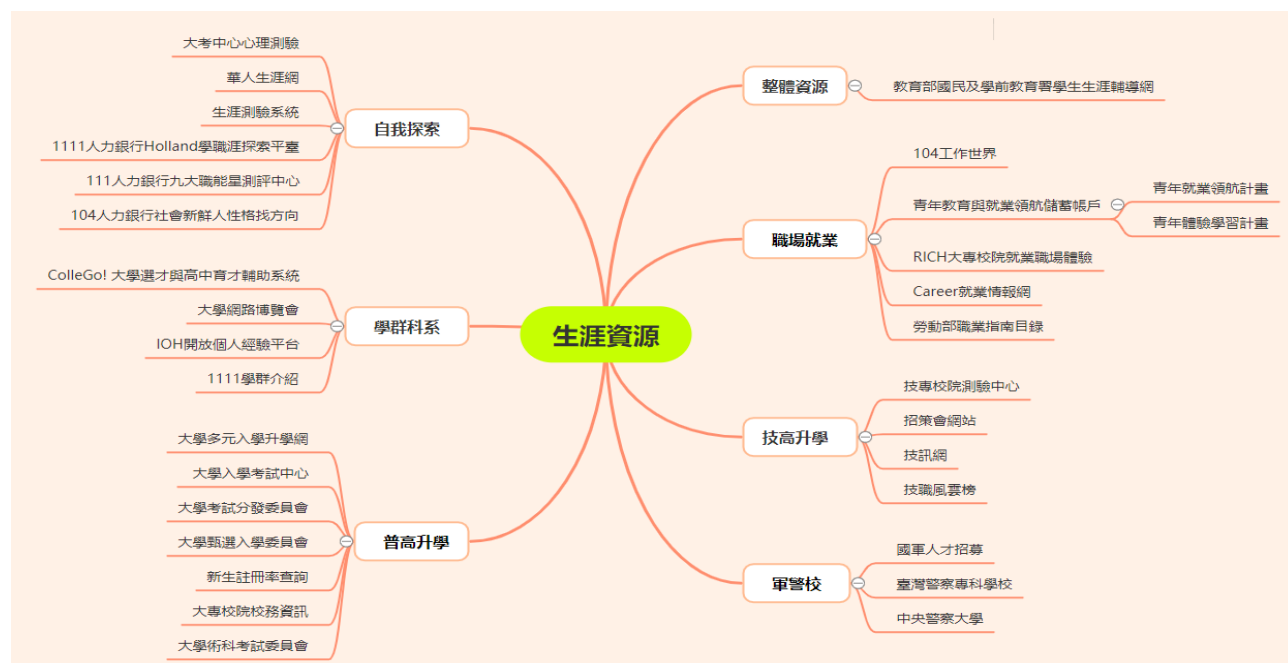 生涯資源
自我探索
大考中心心理測驗
華人生涯網
生涯測驗系統
1111人力銀行Holland學職涯探索平臺
111人力銀行九大職能星測評中心
104人力銀行社會新鮮人性格找方向
學群科系
ColleGo! 大學選才與高中育才輔助系統
大學網路博覽會
IOH開放個人經驗平台
1111學群介紹
普高升學
大學多元入學升學網
大學入學考試中心
大學考試分發委員會
大學甄選入學委員會
新生註冊率查詢
大專校院校務資訊
大學術科考試委員會
整體資源
教育部國民及學前教育署學生生涯輔導網
職場就業
104工作世界
青年教育與就業領航儲蓄帳戶
青年就業領航計畫
青年體驗學習計畫
RICH大專校院就業職場體驗
Career就業情報網
勞動部職業指南目錄
技高升學
技專校院測驗中心
招策會網站
技訊網
技職風雲榜
軍警校
國軍人才招募
臺灣警察專科學校
中央警察大學